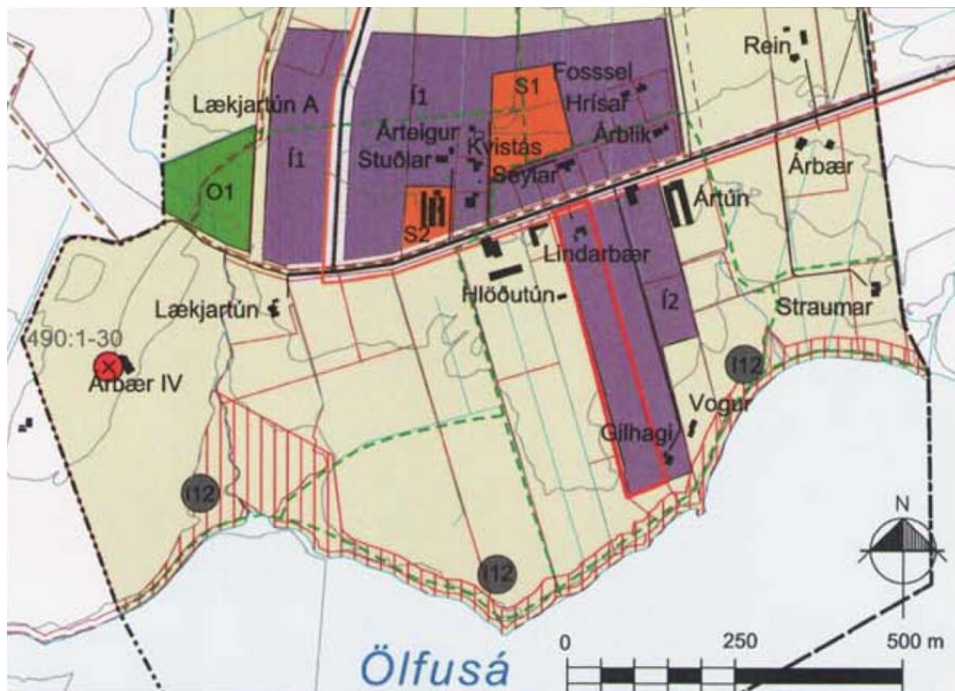 Rein
Fosssel
S1
Hrísar
Lækjartún A
Í1
Árteigur
Kvistás
Árblik
Stuðlar
Í1
Seylar
Árbær
O1
Ártún
S2
Lindarbær
Hlöðutún
Í2
Straumar
Lækjartún
490:1-30
Árbær IV
I12
Vogur
Gilhagi
I12
N
I12
0 250 500 m
Ölfusá